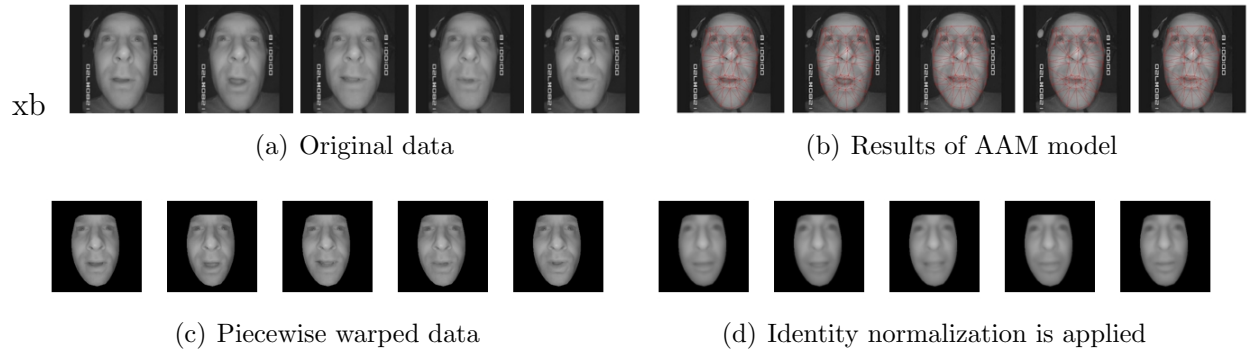 xb
(a) Original data
(b) Results of AAM model
(c) Piecewise warped data
(d) Identity normalization is applied